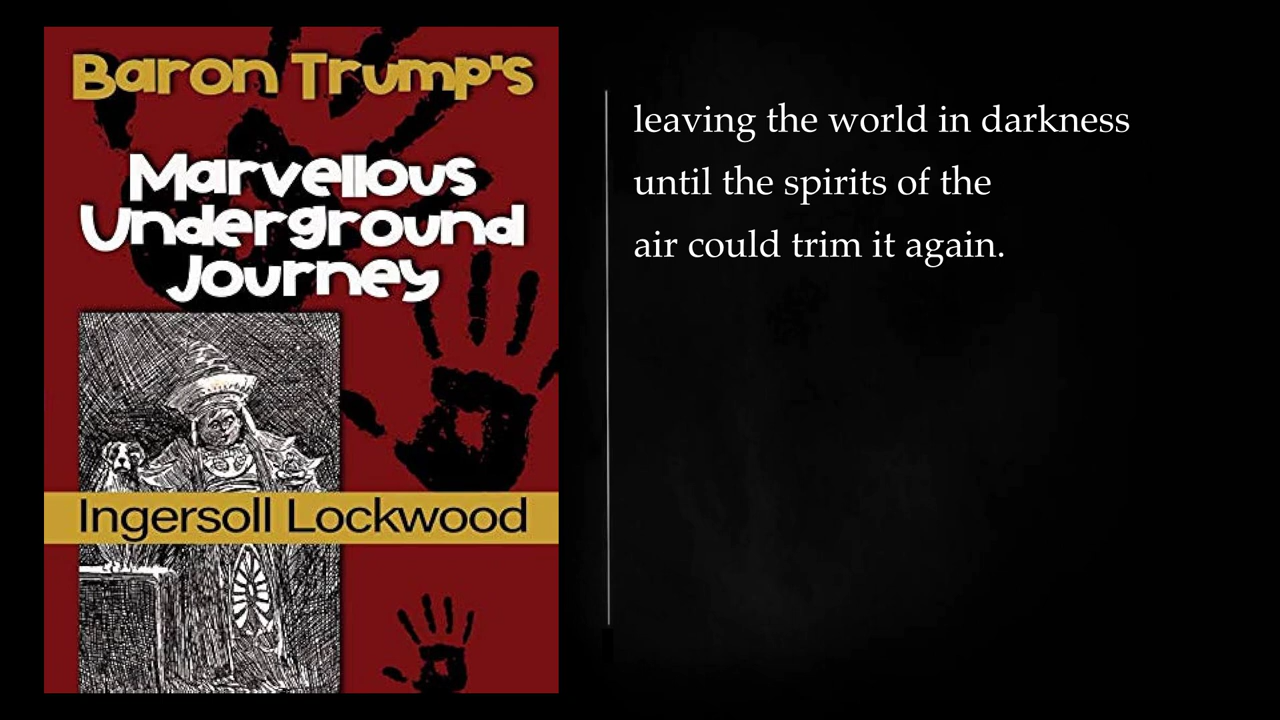 Baron Trump's
Marvellous
Underground
Journey
Ingersoll Lockwood
leaving the world in darkness
until the spirits of the
air could trim it again.